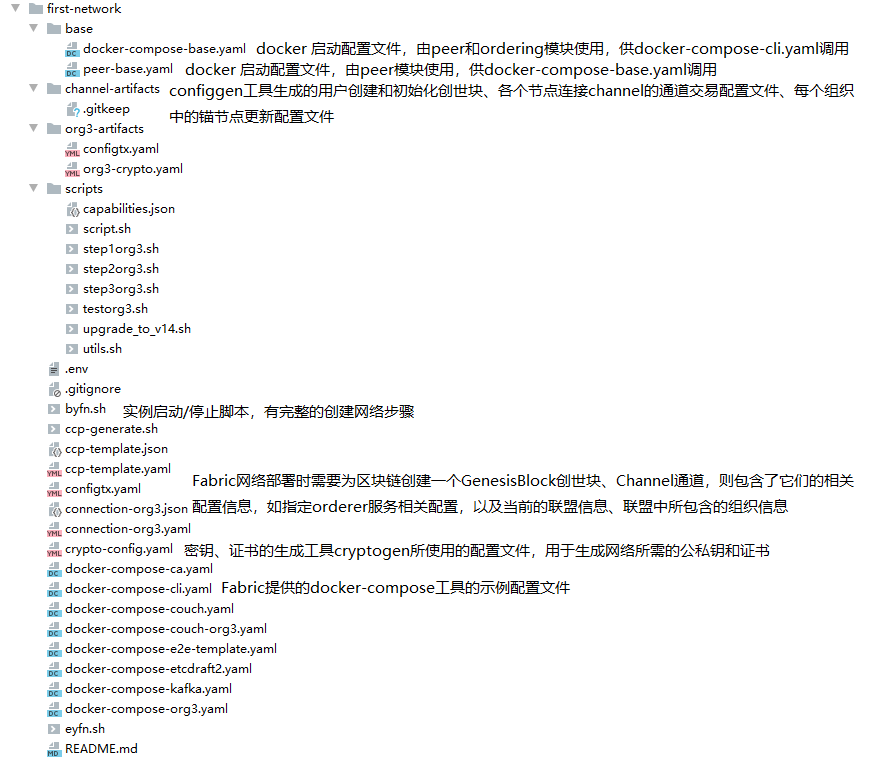 first-network
base
docker-compose-base.yaml docker 启动配置文件，由peer和ordering模块使用，供docker-compose-cli.yaml调用
peer-base.yaml docker 启动配置文件，由peer模块使用，供docker-compose-base.yaml调用
channel-artifacts configgen工具生成的用户创建和初始化创世块、各个节点连接channel的通道交易配置文件、每个组织
.gitkeep 中的锚节点更新配置文件
org3-artifacts
configtx.yaml
org3-crypto.yaml
scripts
capabilities.json
script.sh
step1org3.sh
step2org3.sh
step3org3.sh
testorg3.sh
upgrade_to_v14.sh
utils.sh
.env
.gitignore
byfn.sh 实例启动/停止脚本，有完整的创建网络步骤
ccp-generate.sh
ccp-template.json
ccp-template.yaml
Fabric网络部署时需要为区块链创建一个GenesisBlock创世块、Channel通道，则包含了它们的相关
configtx.yaml
connection-org3.json 配置信息，如指定orderer服务相关配置，以及当前的联盟信息、联盟中所包含的组织信息
connection-org3.yaml
crypto-config.yaml 密钥、证书的生成工具cryptogen所使用的配置文件，用于生成网络所需的公私钥和证书
docker-compose-ca.yaml
docker-compose-cli.yaml Fabric提供的docker-compose工具的示例配置文件
docker-compose-couch.yaml
docker-compose-couch-org3.yaml
docker-compose-e2e-template.yaml
docker-compose-etcdraft2.yaml
docker-compose-kafka.yaml
docker-compose-org3.yaml
eyfn.sh
README.md